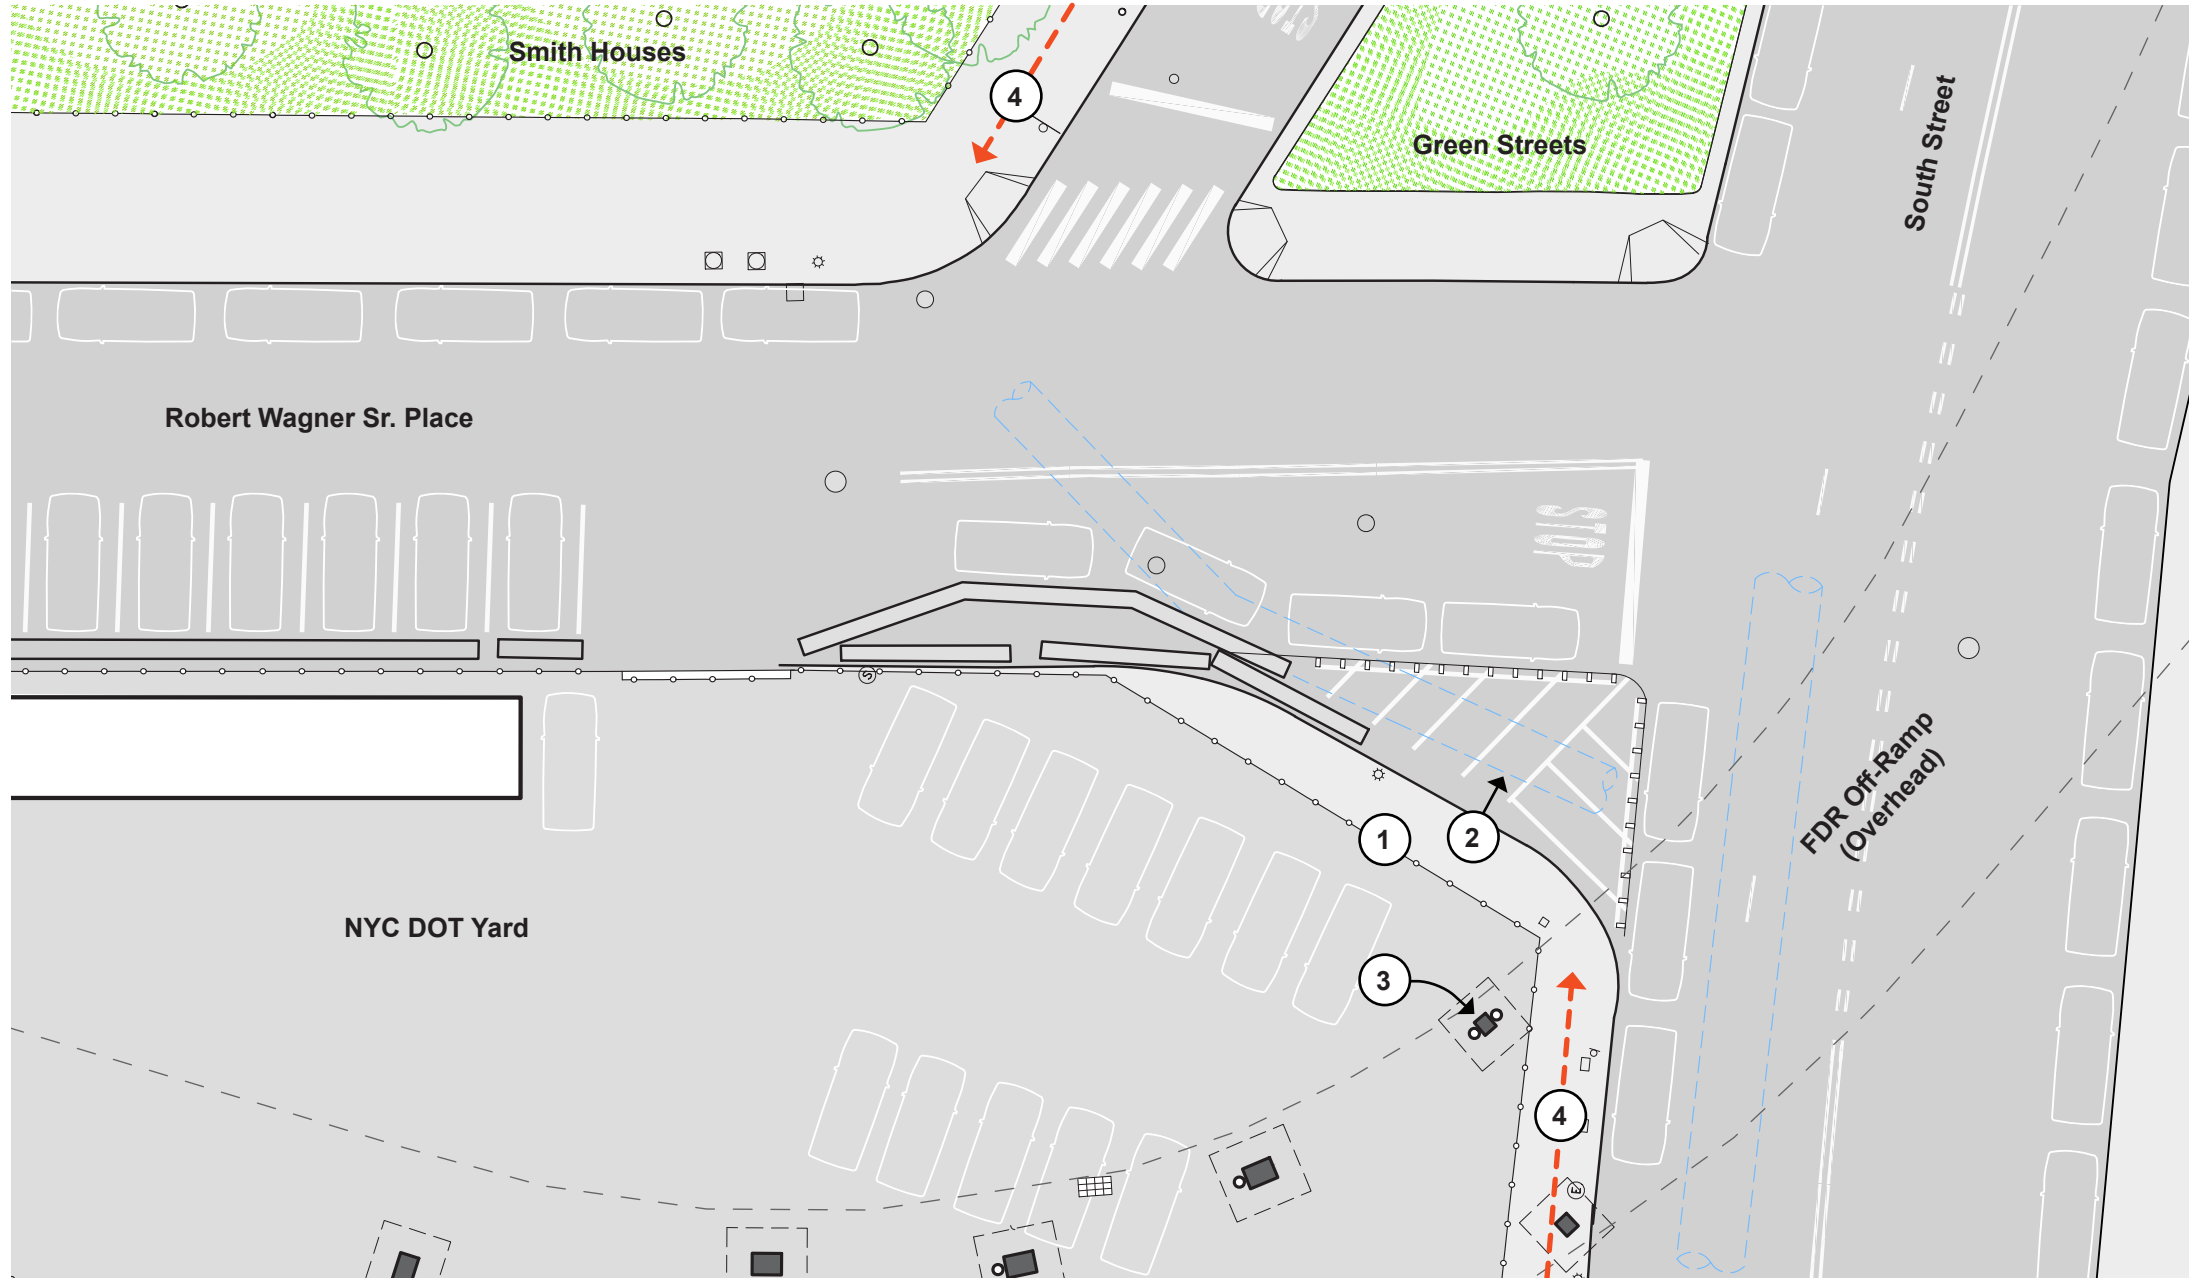 Smith Houses
4
STOP
Green Streets
South Street
Robert Wagner Sr. Place
STOP
S
FDR Off-Ramp
(Overhead)
1
2
NYC DOT Yard
3
4
E